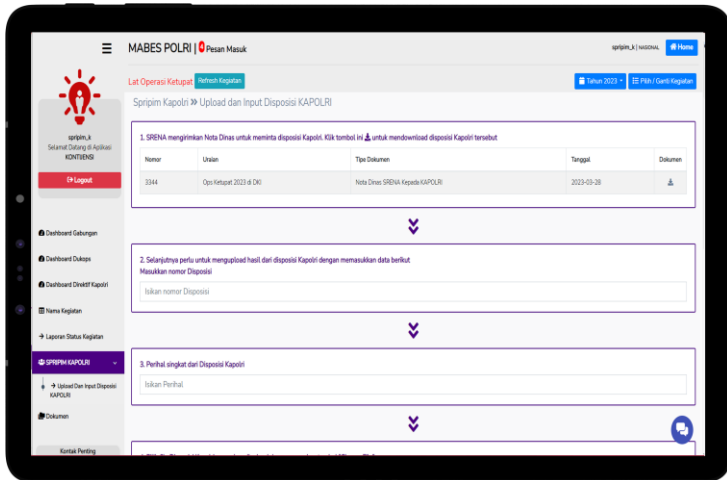 MABES POLRI | 4 Pesan Masuk
spripim_k | NASIONAL
Home
Lat Operasi Ketupat
Refresh Kegiatan
Tahun 2023
Pilih / Ganti Kegiatan
Spripim Kapolri » Upload dan Input Disposisi KAPOLRI
spripim_k
Selamat Datang di Aplikasi
KONTIJENSI
Logout
Dashboard Gabungan
Dashboard Dukops
Dashboard Direktif Kapolri
Nama Kegiatan
→ Laporan Status Kegiatan
SPRIPIM KAPOLRI
→ Upload Dan Input Disposisi
KAPOLRI
Dokumen
Kontak Penting
1. SRENA mengirimkan Nota Dinas untuk meminta disposisi Kapolri. Klik tombol ini untuk mendownload disposisi Kapolri tersebut
Nomor Uraian Tipe Dokumen Tanggal Dokumen
3344 Ops Ketupat 2023 di DKI Nota Dinas SRENA Kepada KAPOLRI 2023-03-28
2. Selanjutnya perlu untuk mengupload hasil dari disposisi Kapolri dengan memasukkan data berikut
Masukkan nomor Disposisi
Isikan nomor Disposisi
3. Perihal singkat dari Disposisi Kapolri
Isikan Perihal